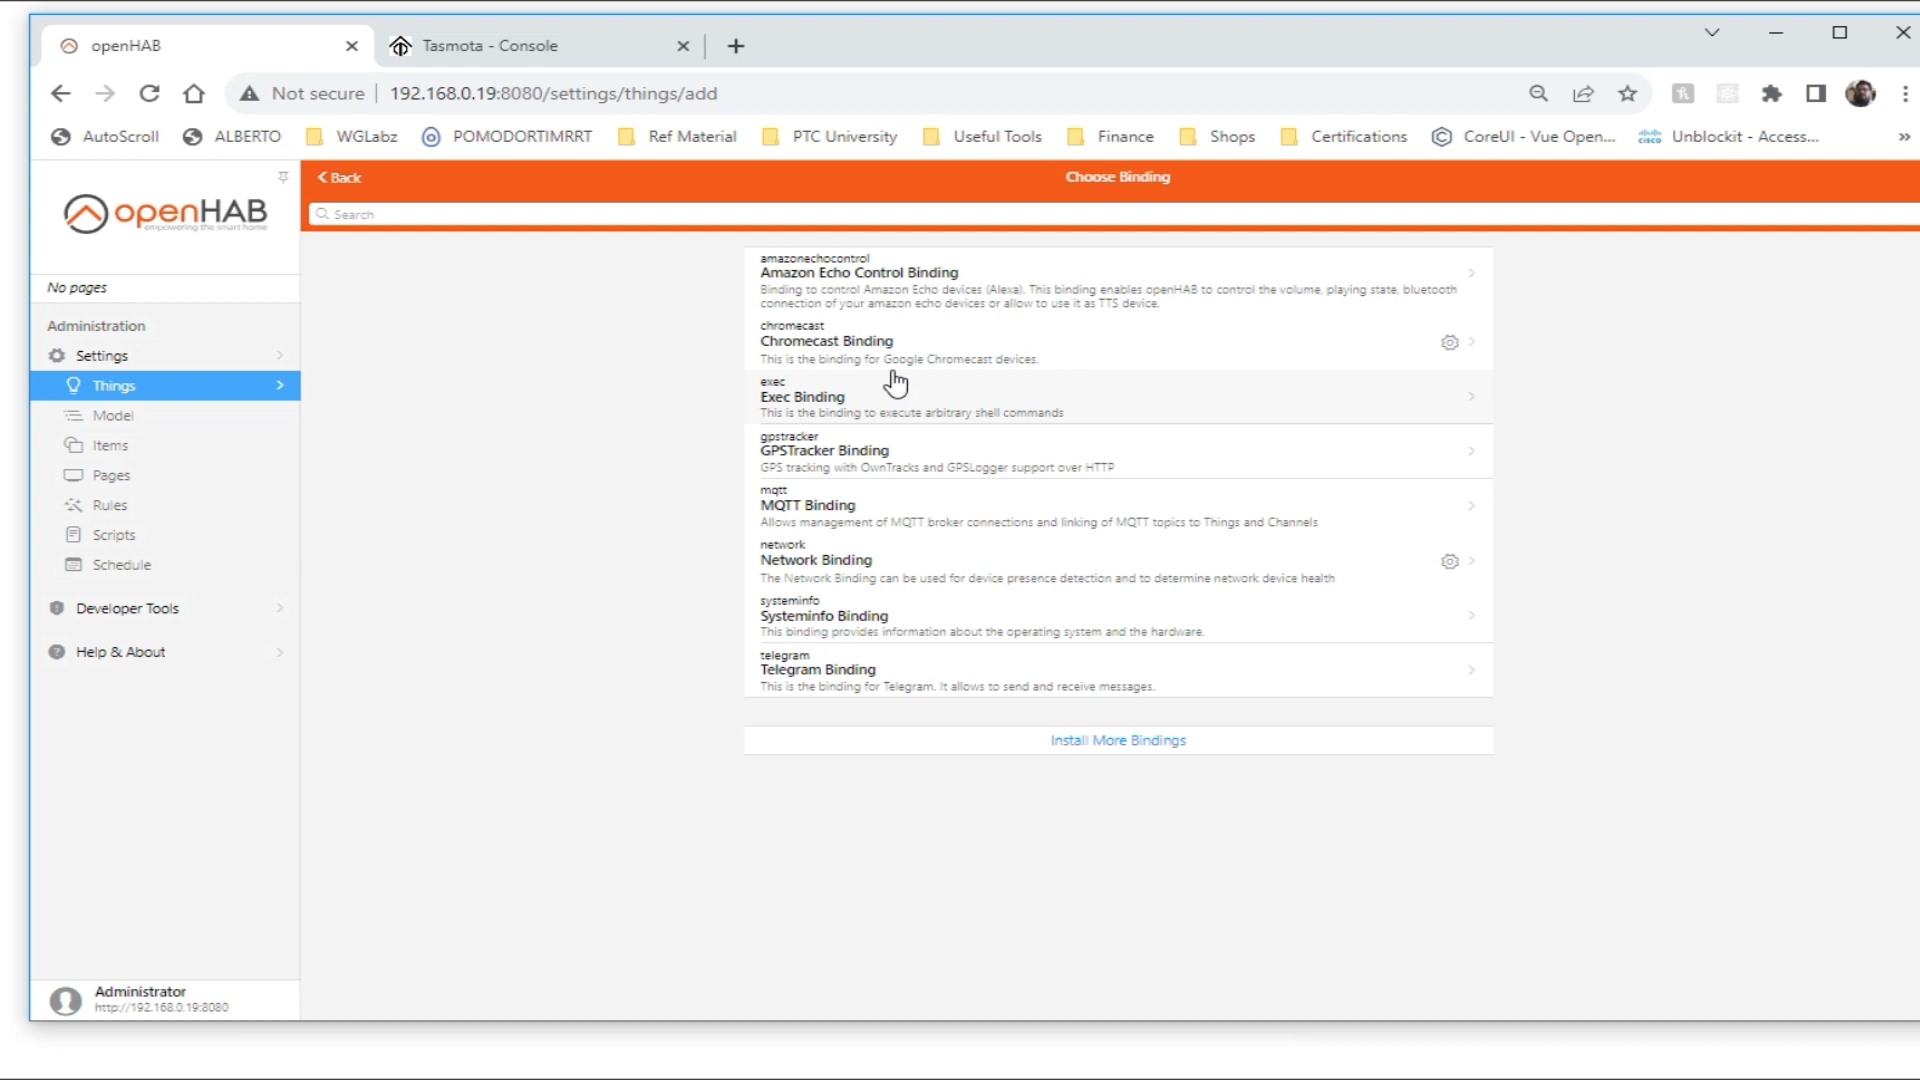 openHAB
Tasmota - Console
Not secure
192.168.0.19:8080/settings/things/add
AutoScroll
ALBERTO
WGLabz
POMODORTIMRRT
Ref Material
PTC University
Useful Tools
Finance
Shops
Certifications
CoreUI - Vue Open...
Unblockit - Access...
»
openHAB
empowering the smart home
No pages
Administration
Settings
Things
Model
Items
Pages
Rules
Scripts
Schedule
Developer Tools
Help & About
Administrator
http://192.168.0.19:8080
Back
Choose Binding
Search
amazonechocontrol
Amazon Echo Control Binding
Binding to control Amazon Echo devices (Alexa). This binding enables openHAB to control the volume, playing state, bluetooth
connection of your amazon echo devices or allow to use it as TTS device.
chromecast
Chromecast Binding
This is the binding for Google Chromecast devices.
exec
Exec Binding
This is the binding to execute arbitrary shell commands
gpstracker
GPSTracker Binding
GPS tracking with OwnTracks and GPSLogger support over HTTP
mqtt
MQTT Binding
Allows management of MQTT broker connections and linking of MQTT topics to Things and Channels
network
Network Binding
The Network Binding can be used for device presence detection and to determine network device health
systeminfo
Systeminfo Binding
This binding provides information about the operating system and the hardware.
telegram
Telegram Binding
This is the binding for Telegram. It allows to send and receive messages.
Install More Bindings